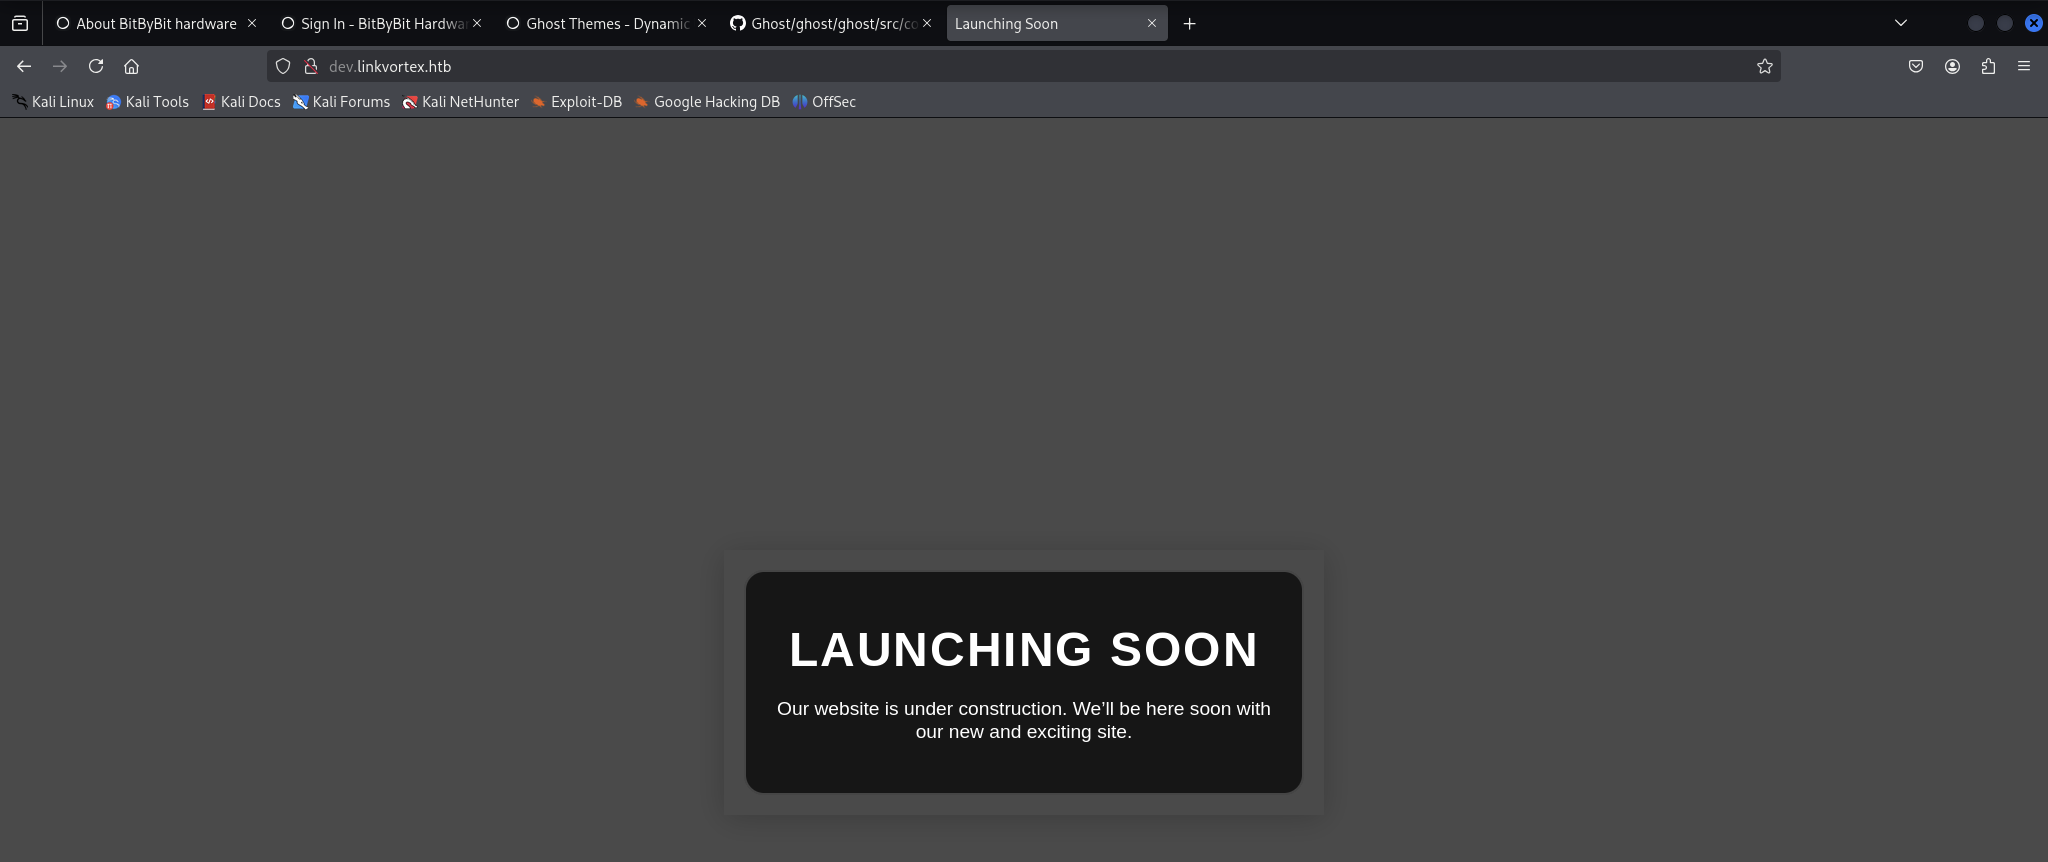 About BitByBit hardware
Sign In - BitByBit Hardwa
Ghost Themes - Dynamic
Ghost/ghost/ghost/src/co
Launching Soon
dev.linkvortex.htb
Kali Linux Kali Tools Kali Docs Kali Forums Kali NetHunter Exploit-DB Google Hacking DB OffSec
LAUNCHING SOON
Our website is under construction. We’ll be here soon with
our new and exciting site.